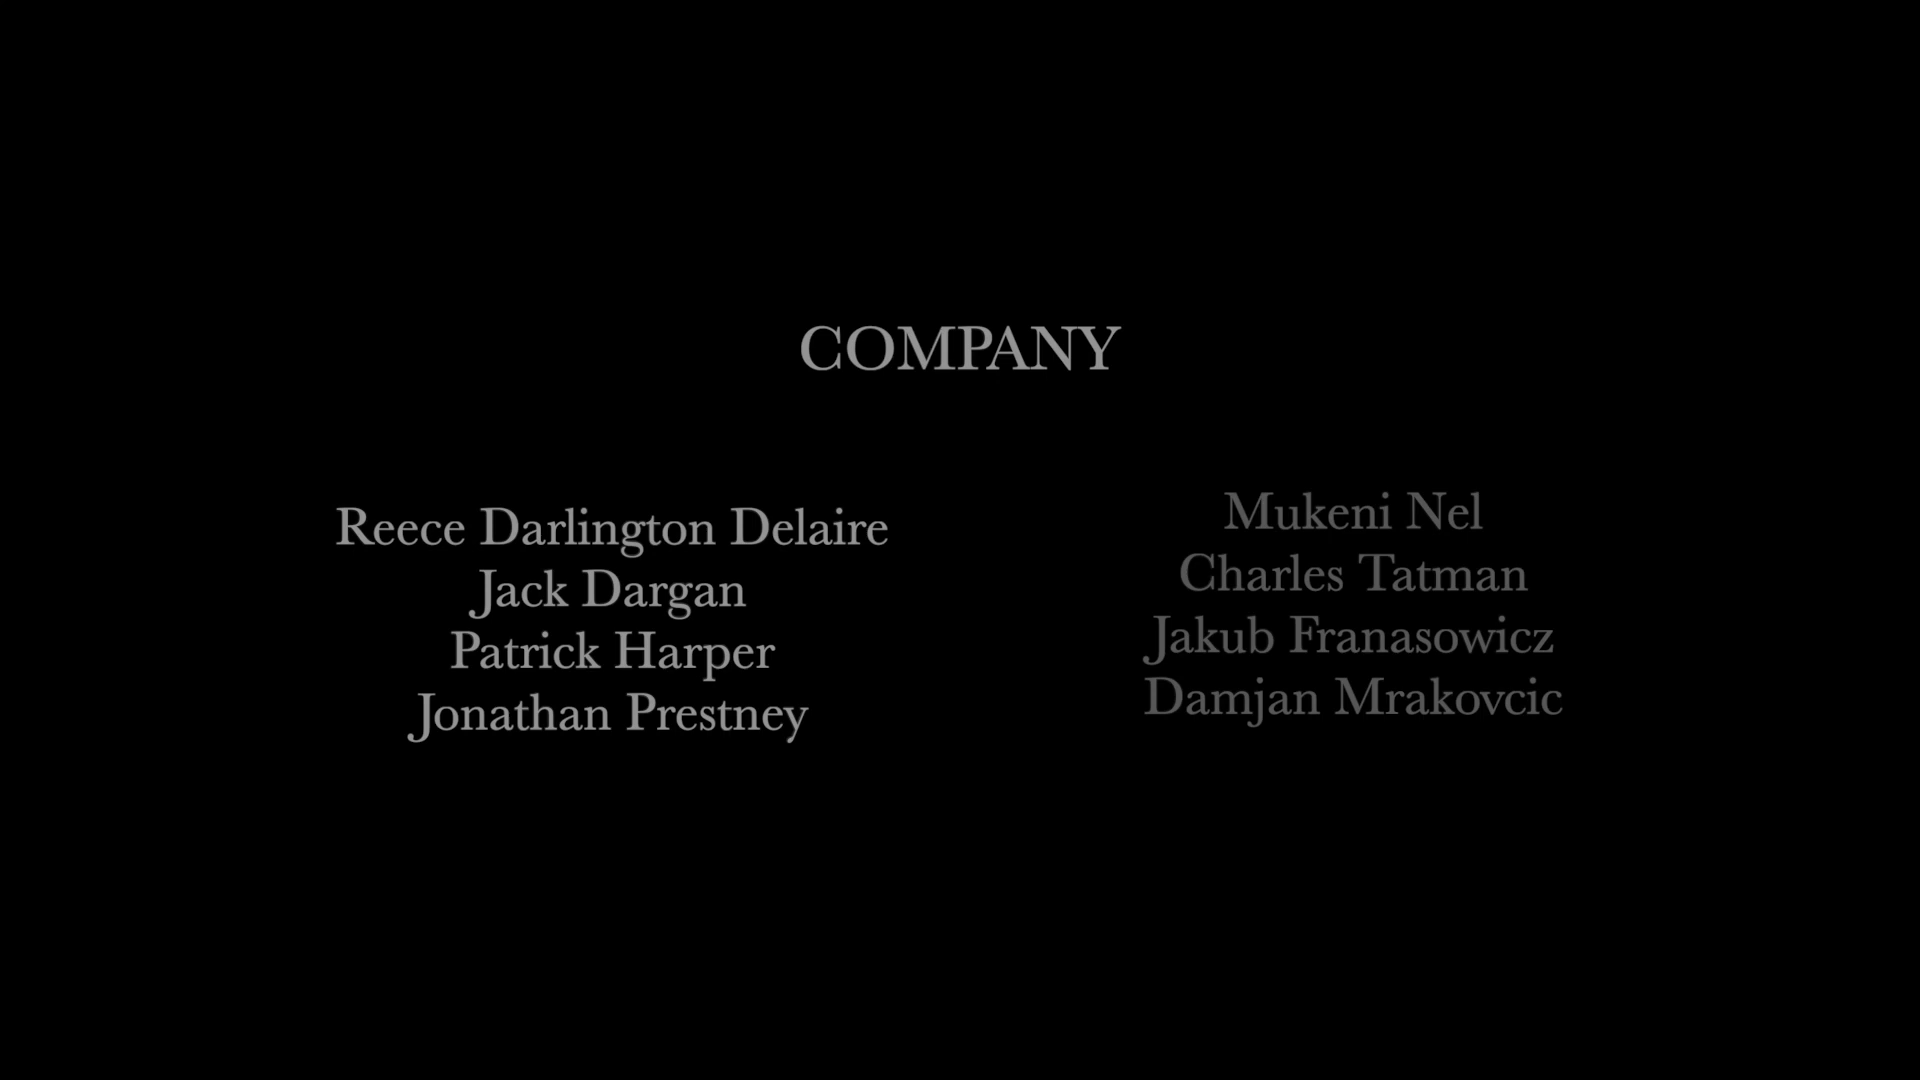 COMPANY
Reece Darlington Delaire
Jack Dargan
Patrick Harper
Jonathan Prestney
Mukeni Nel
Charles Tatman
Jakub Franasowicz
Damjan Mrakovcic